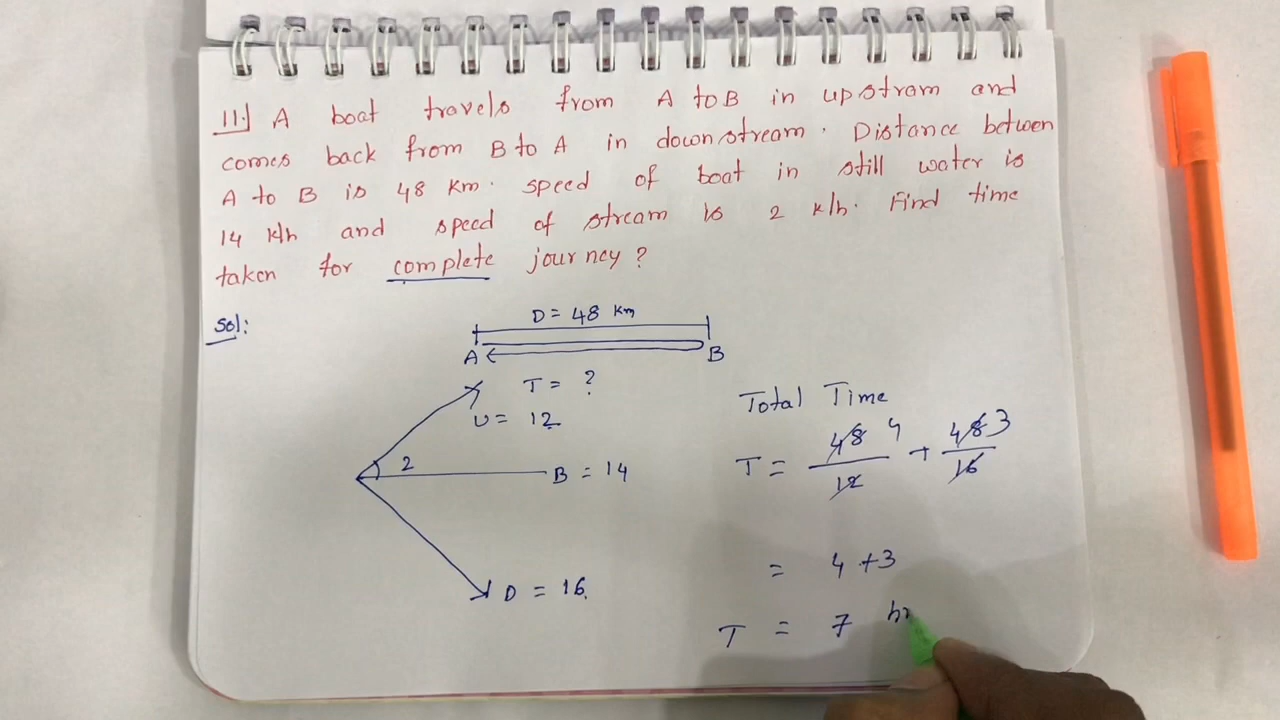 11.) A boat travels from A to B in upstram and
comes back from B to A in downstream. Distance between
A to B is 48 Km. speed of boat in still water is
14 k/h and speed of stream is 2 k/h. Find time
taken for complete journey?
Sol:
D = 48 Km
A B
T = ?
U = 12
2
B = 14
D = 16
Total Time
T = 48 4 + 48 3
12 16
= 4 + 3
T = 7 hr